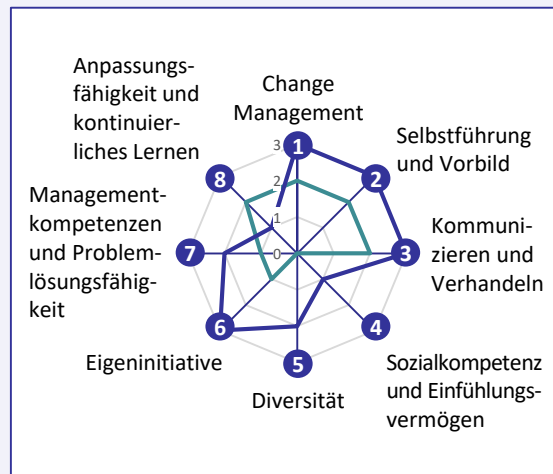 Anpassungs-
fähigkeit und
kontinuier-
liches Lernen
Change
Management
Selbstführung
und Vorbild
Kommuni-
zieren und
Verhandeln
Sozialkompetenz
und Einfühlungs-
vermögen
Diversität
Eigeninitiative
Management-
kompetenzen
und Problem-
lösungsfähig-
keit
3
2
1
0
1
2
3
4
5
6
7
8